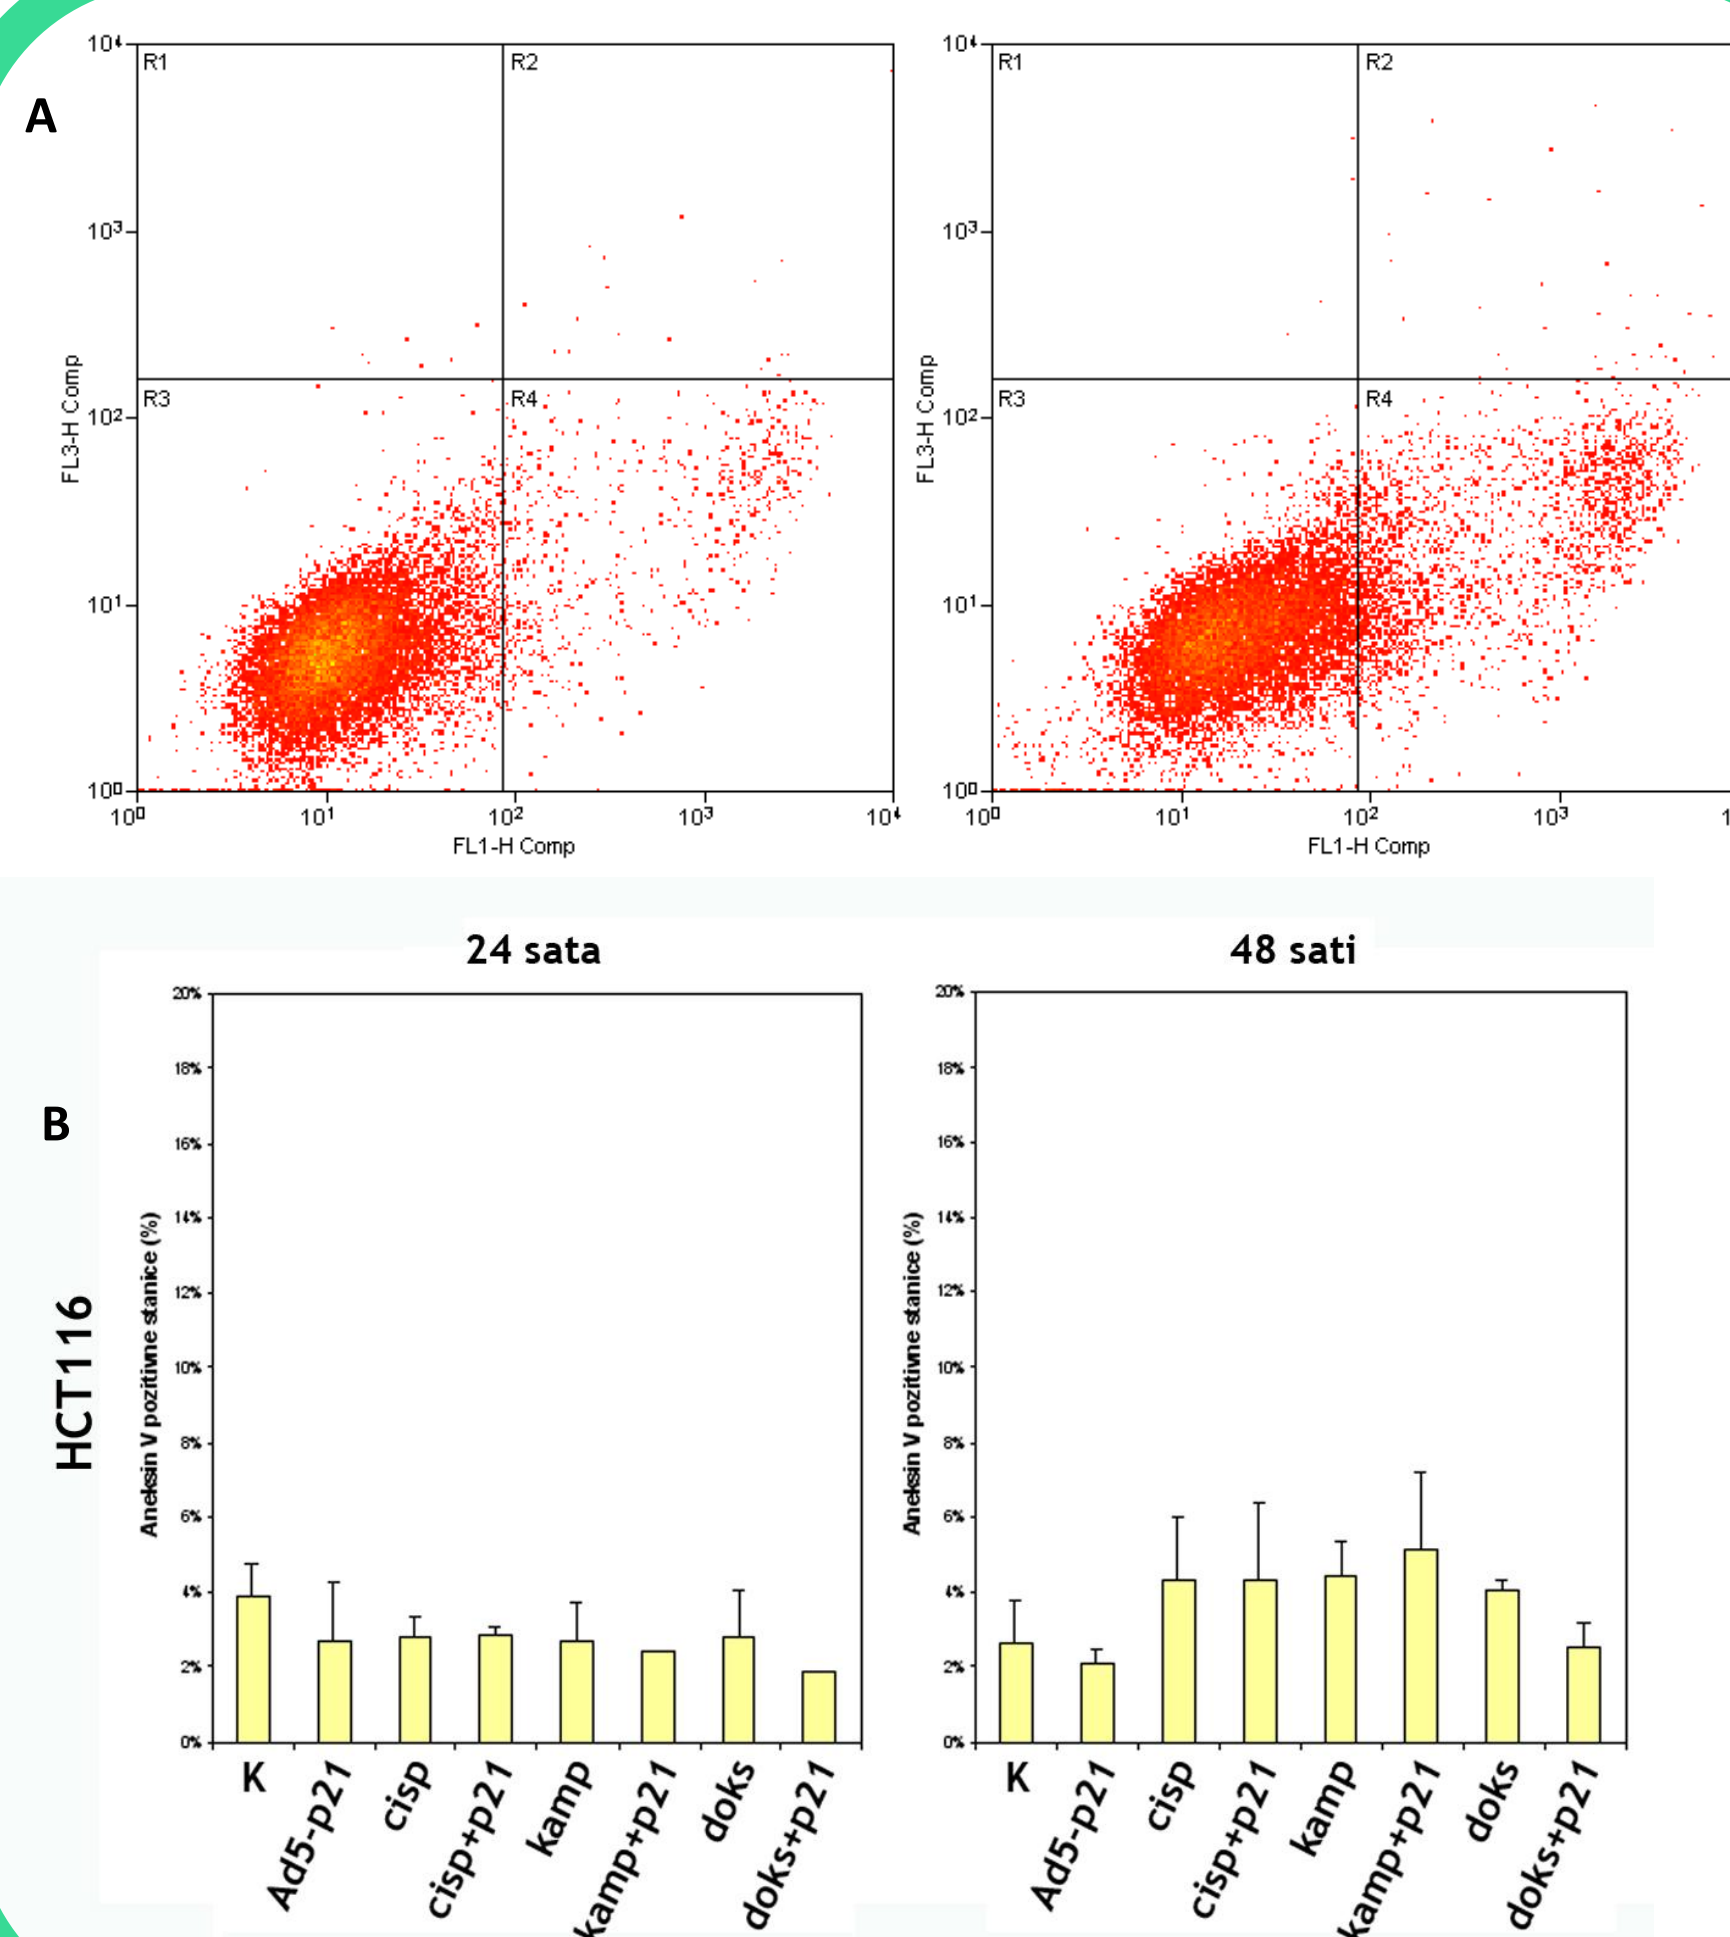 A
10⁴
R1
R2
10³
FL3-H Comp
R3
R4
10²
10¹
10⁰
10⁰ 10¹ 10² 10³ 10⁴
FL1-H Comp
10⁴
R1
R2
10³
FL3-H Comp
R3
R4
10²
10¹
10⁰
10⁰ 10¹ 10² 10³ 1
FL1-H Comp
B
HCT116
24 sata
Aneksin V pozitivne stanice (%)
20%
18%
16%
14%
12%
10%
8%
6%
4%
2%
0%
K Ad5-p21 cisp cisp+p21 kamp kamp+p21 doks doks+p21
48 sati
Aneksin V pozitivne stanice (%)
20%
18%
16%
14%
12%
10%
8%
6%
4%
2%
0%
K Ad5-p21 cisp cisp+p21 kamp kamp+p21 doks doks+p21